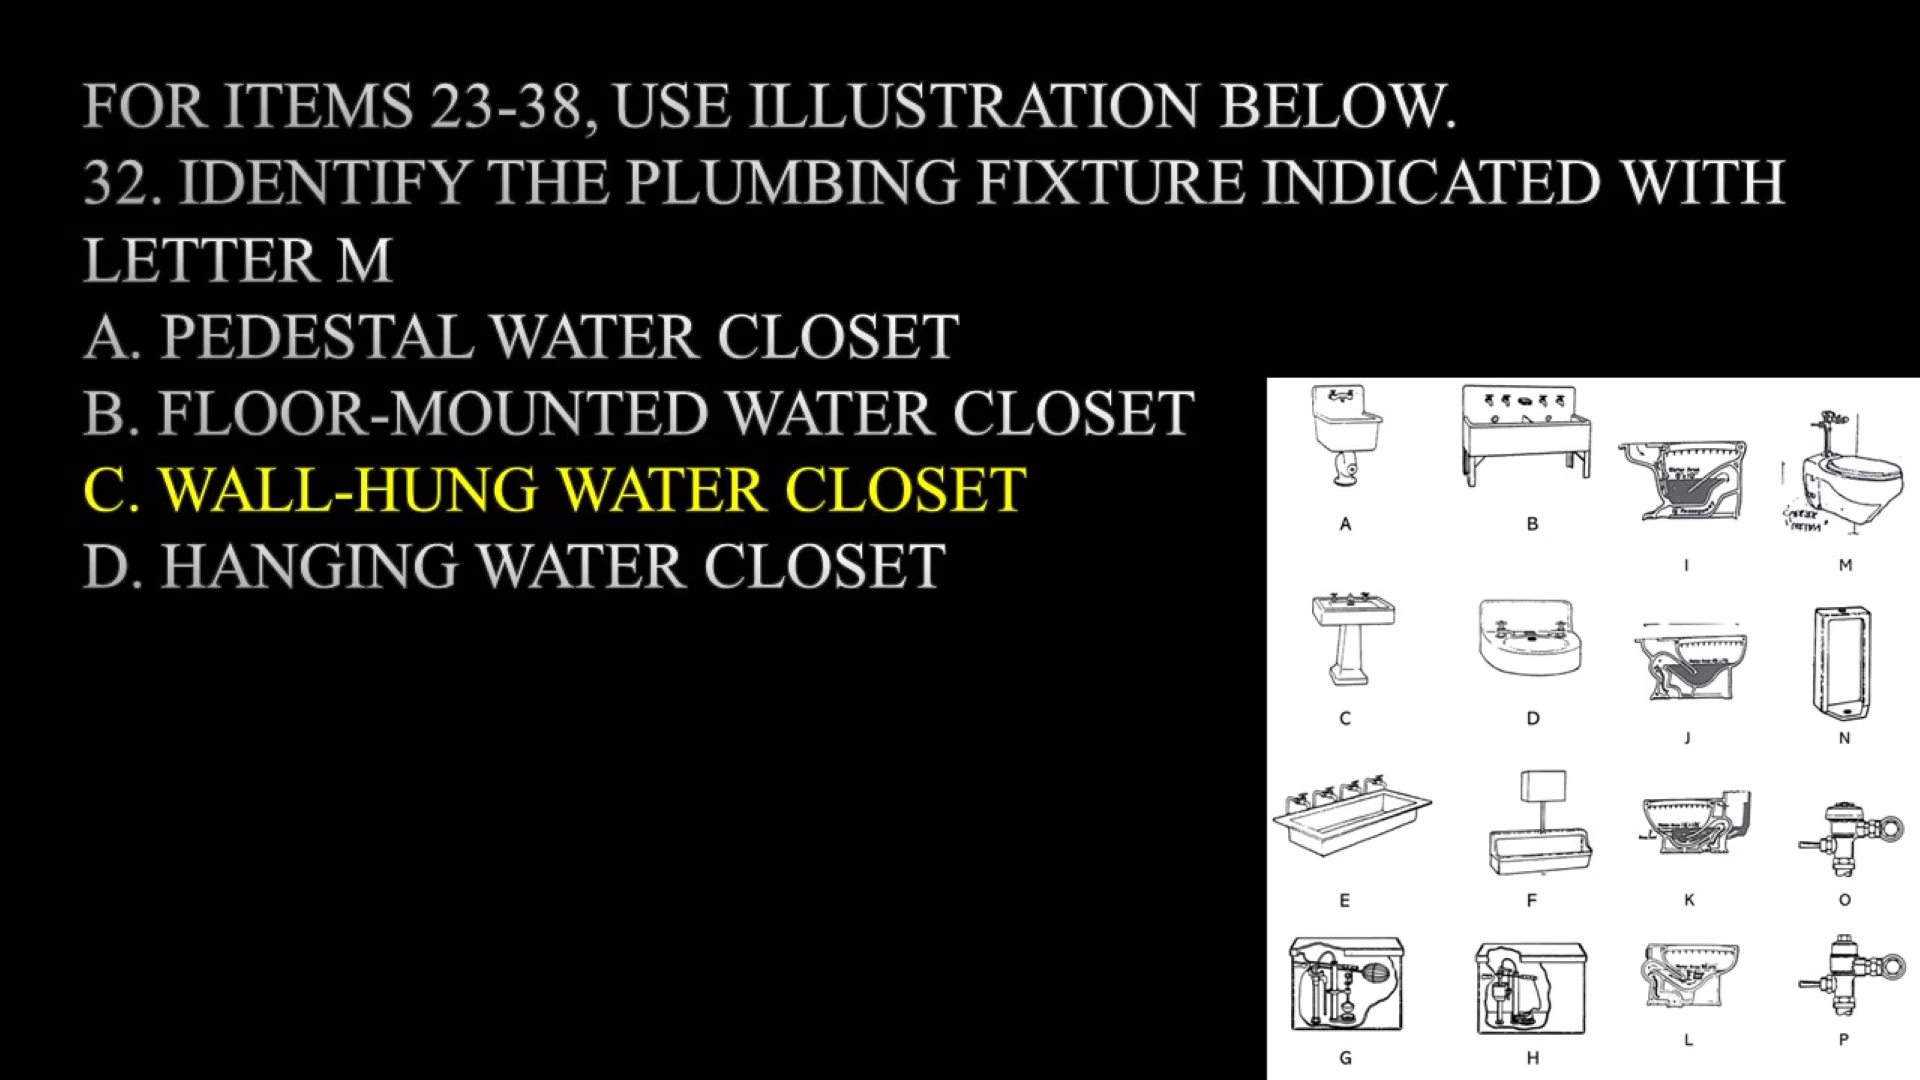 FOR ITEMS 23-38, USE ILLUSTRATION BELOW.
32. IDENTIFY THE PLUMBING FIXTURE INDICATED WITH
LETTER M
A. PEDESTAL WATER CLOSET
B. FLOOR-MOUNTED WATER CLOSET
C. WALL-HUNG WATER CLOSET
D. HANGING WATER CLOSET
A
B
I
M
C
D
J
N
E
F
K
O
G
H
L
P